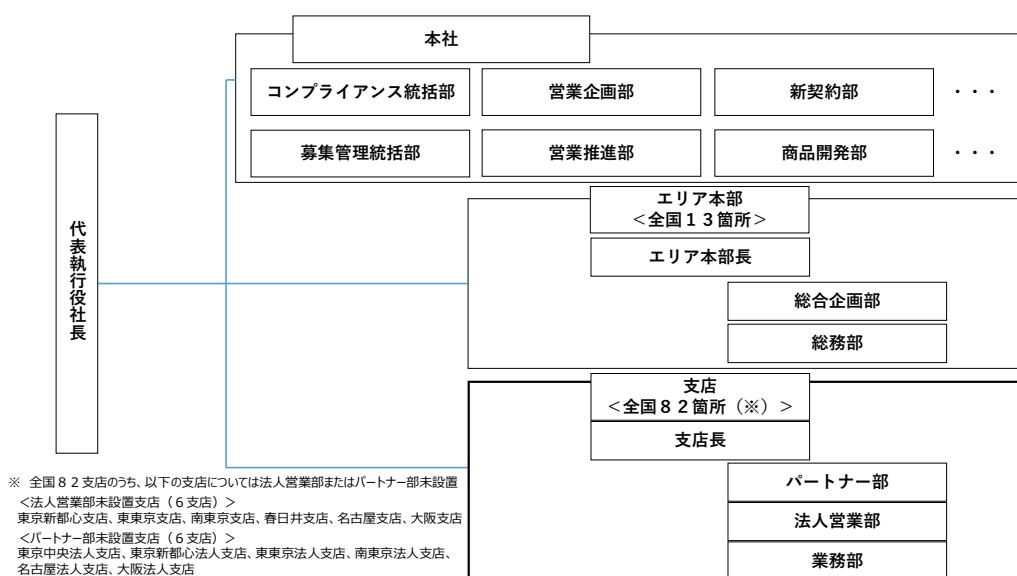 本社
コンプライアンス統括部
営業企画部
新契約部
・・・
募集管理統括部
営業推進部
商品開発部
・・・
代表執行役社長
エリア本部
＜全国１３箇所＞
エリア本部長
総合企画部
総務部
支店
＜全国８２箇所（※）＞
支店長
パートナー部
法人営業部
業務部
※ 全国８２支店のうち、以下の支店については法人営業部またはパートナー部未設置
＜法人営業部未設置支店（６支店）＞
東京新都心支店、東東京支店、南東京支店、春日井支店、名古屋支店、大阪支店
＜パートナー部未設置支店（６支店）＞
東京中央法人支店、東京新都心法人支店、東東京法人支店、南東京法人支店、
名古屋法人支店、大阪法人支店